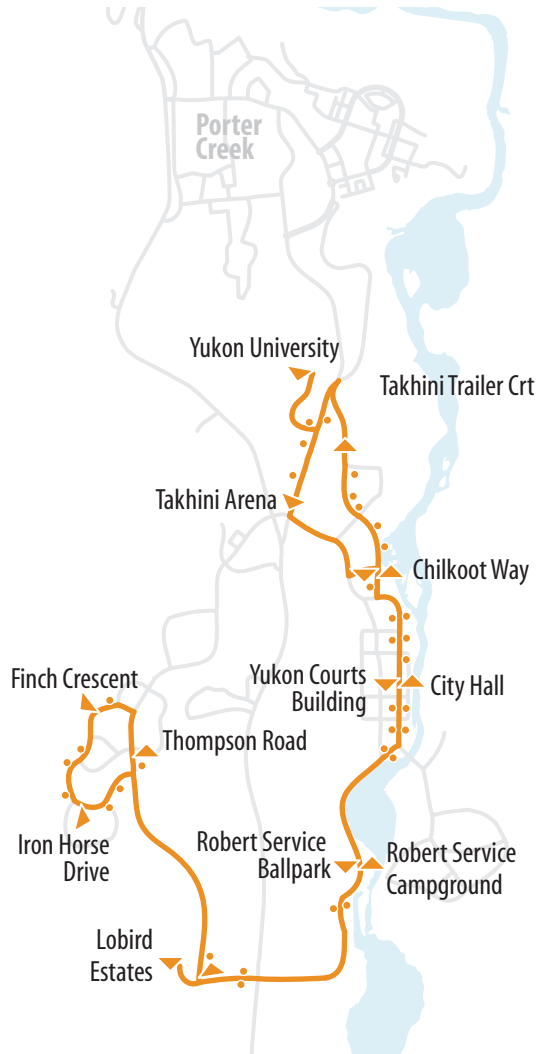 Porter
Creek
Yukon University
Takhini Trailer Crt
Takhini Arena
Chilkoot Way
Finch Crescent
Yukon Courts
Building
City Hall
Thompson Road
Iron Horse
Drive
Robert Service
Ballpark
Robert Service
Campground
Lobird
Estates